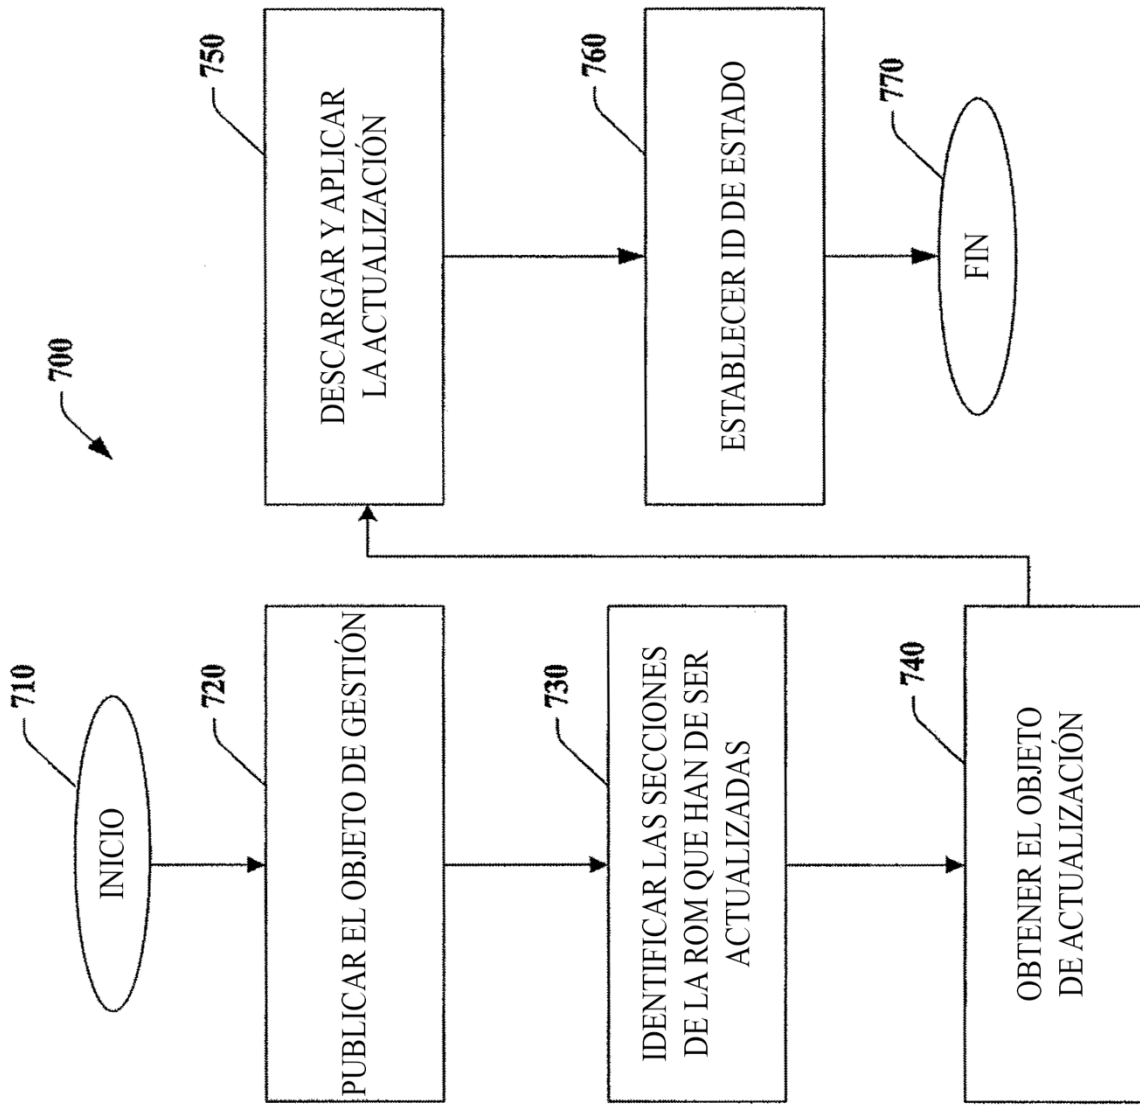 700
710
INICIO
720
PUBLICAR EL OBJETO DE GESTIÓN
730
IDENTIFICAR LAS SECCIONES
DE LA ROM QUE HAN DE SER
ACTUALIZADAS
740
OBTENER EL OBJETO
DE ACTUALIZACIÓN
750
DESCARGAR Y APLICAR
LA ACTUALIZACIÓN
760
ESTABLECER ID DE ESTADO
770
FIN